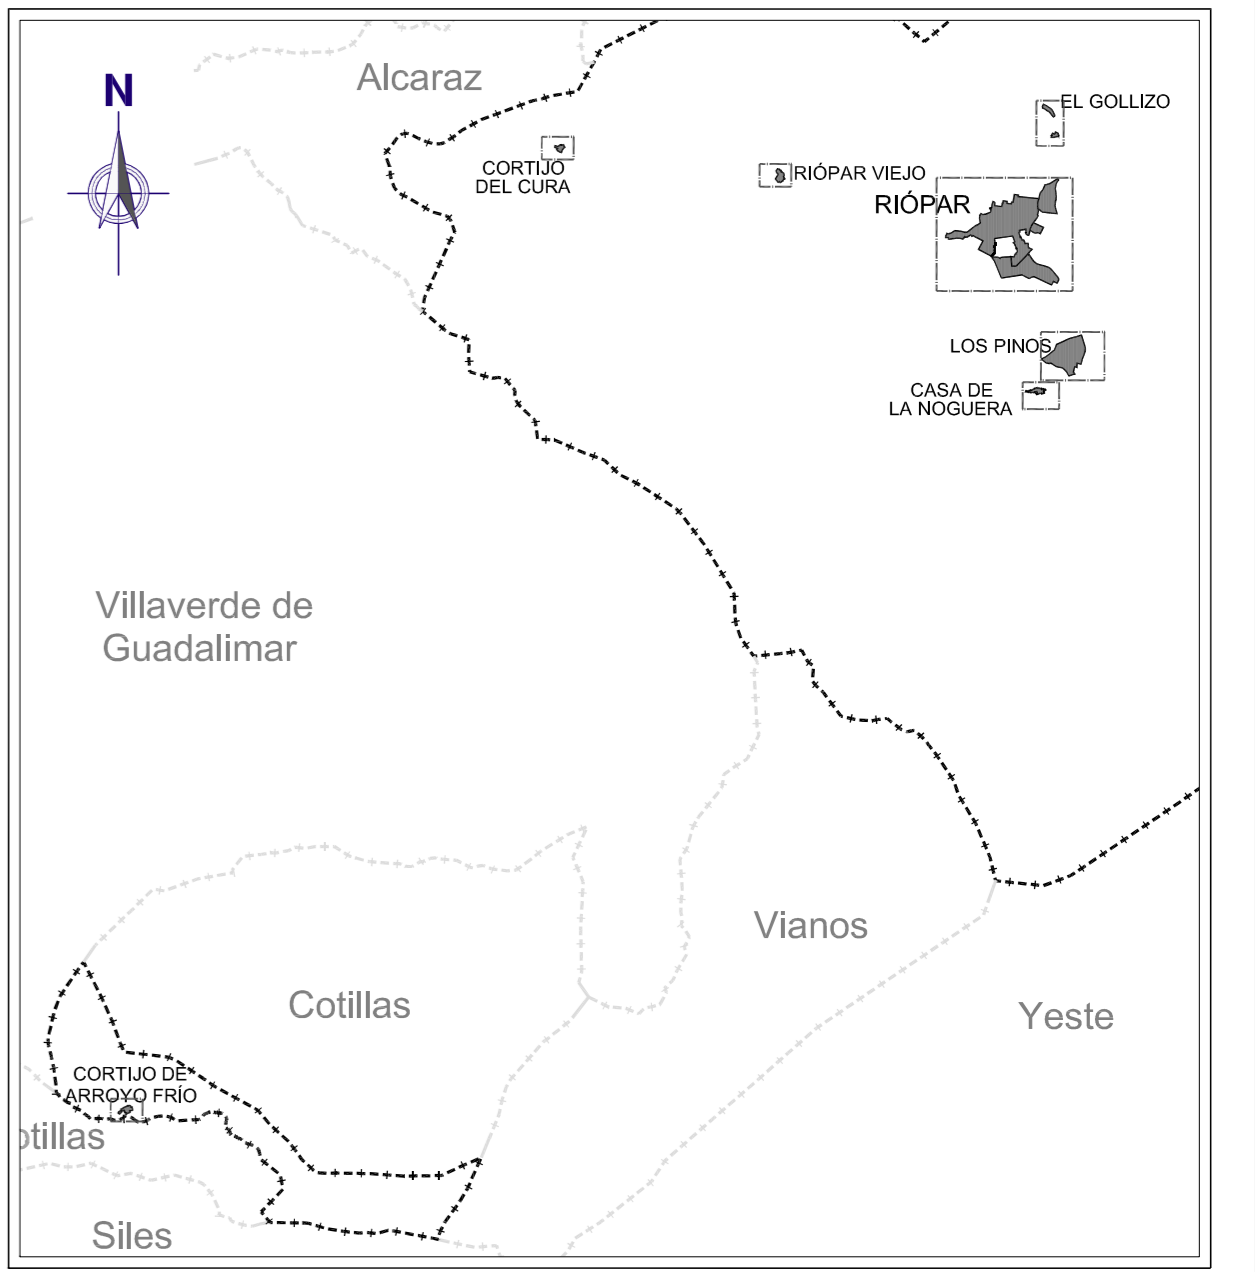 Alcaraz
N
EL GOLLIZO
CORTIJO
DEL CURA
RIÓPAR VIEJO
RIÓPAR
LOS PINOS
CASA DE
LA NOGUERA
Villaverde de
Guadalimar
Vianos
Cotillas
Yeste
CORTIJO DE
ARROYO FRÍO
otillas
Siles